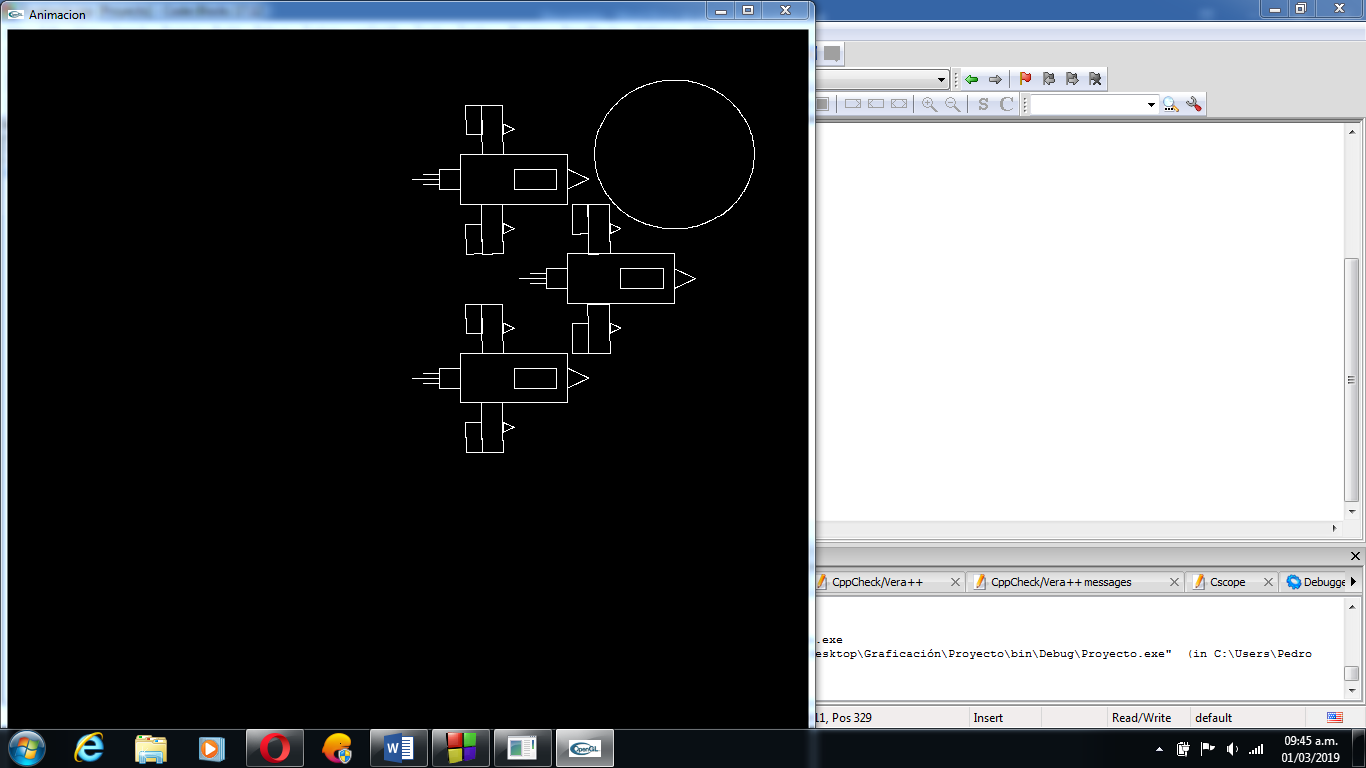 Animacion
S C
CppCheck/Vera++
CppCheck/Vera++ messages
Cscope
Debugge
.exe
esktop\Graficación\Proyecto\bin\Debug\Proyecto.exe" (in C:\Users\Pedro
11, Pos 329
Insert
Read/Write
default
OpenGL
09:45 a.m.
01/03/2019